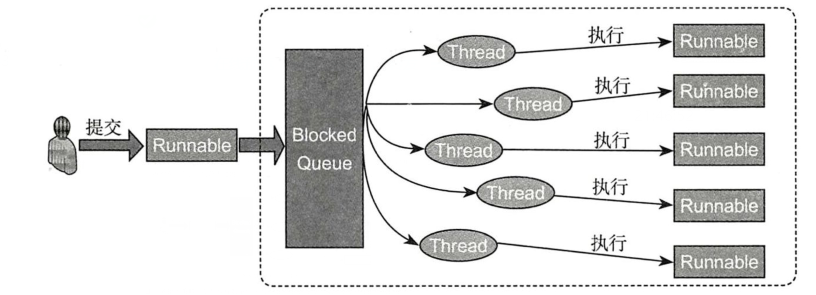 提交
Runnable
Blocked
Queue
Thread
执行
Runnable
Thread
执行
Runnable
Thread
执行
Runnable
Thread
执行
Runnable
Thread
执行
Runnable